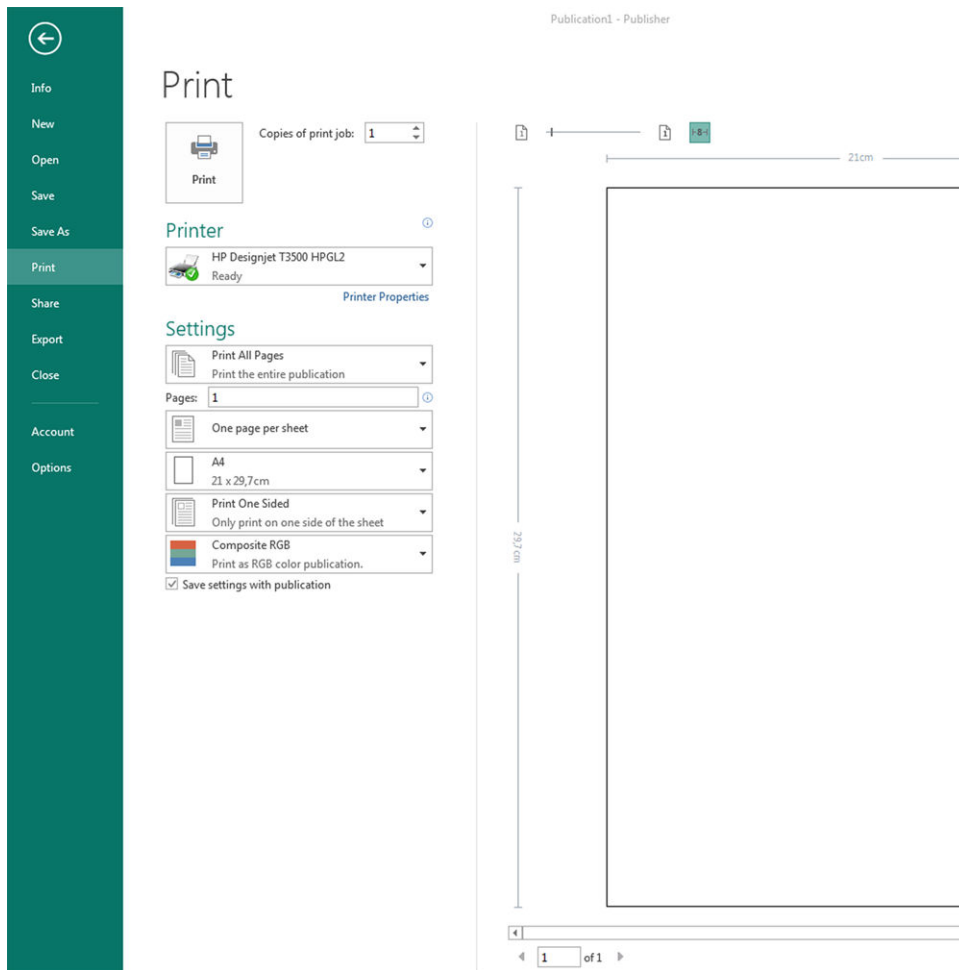 Publication1 - Publisher
Info
New
Open
Save
Save As
Print
Share
Export
Close
Account
Options
Print
Print
Copies of print job: 1
Printer
HP Designjet T3500 HPGL2
Ready
Printer Properties
Settings
Print All Pages
Print the entire publication
Pages: 1
One page per sheet
A4
21 x 29,7cm
Print One Sided
Only print on one side of the sheet
Composite RGB
Print as RGB color publication.
Save settings with publication
1
1
8
21cm
29,7 cm
1 of 1